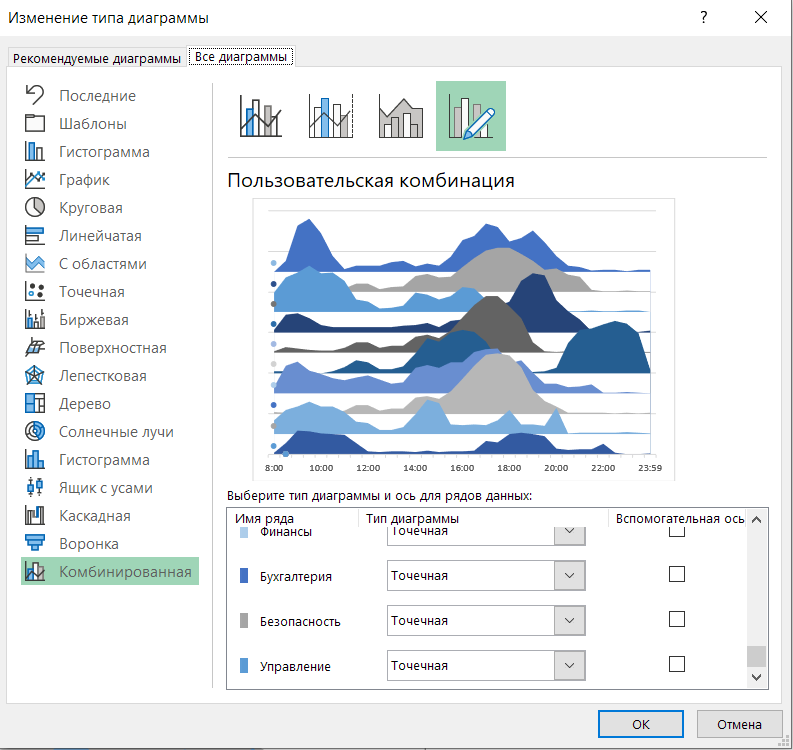 Изменение типа диаграммы
?
Рекомендуемые диаграммы
Все диаграммы
Последние
Шаблоны
Гистограмма
График
Круговая
Линейчатая
С областями
Точечная
Биржевая
Поверхностная
Лепестковая
Дерево
Солнечные лучи
Гистограмма
Ящик с усами
Каскадная
Воронка
Комбинированная
Пользовательская комбинация
8:00 10:00 12:00 14:00 16:00 18:00 20:00 22:00 23:59
Выберите тип диаграммы и ось для рядов данных:
Имя ряда Тип диаграммы Вспомогательная ось
Финансы Точечная
Бухгалтерия Точечная
Безопасность Точечная
Управление Точечная
ОК Отмена